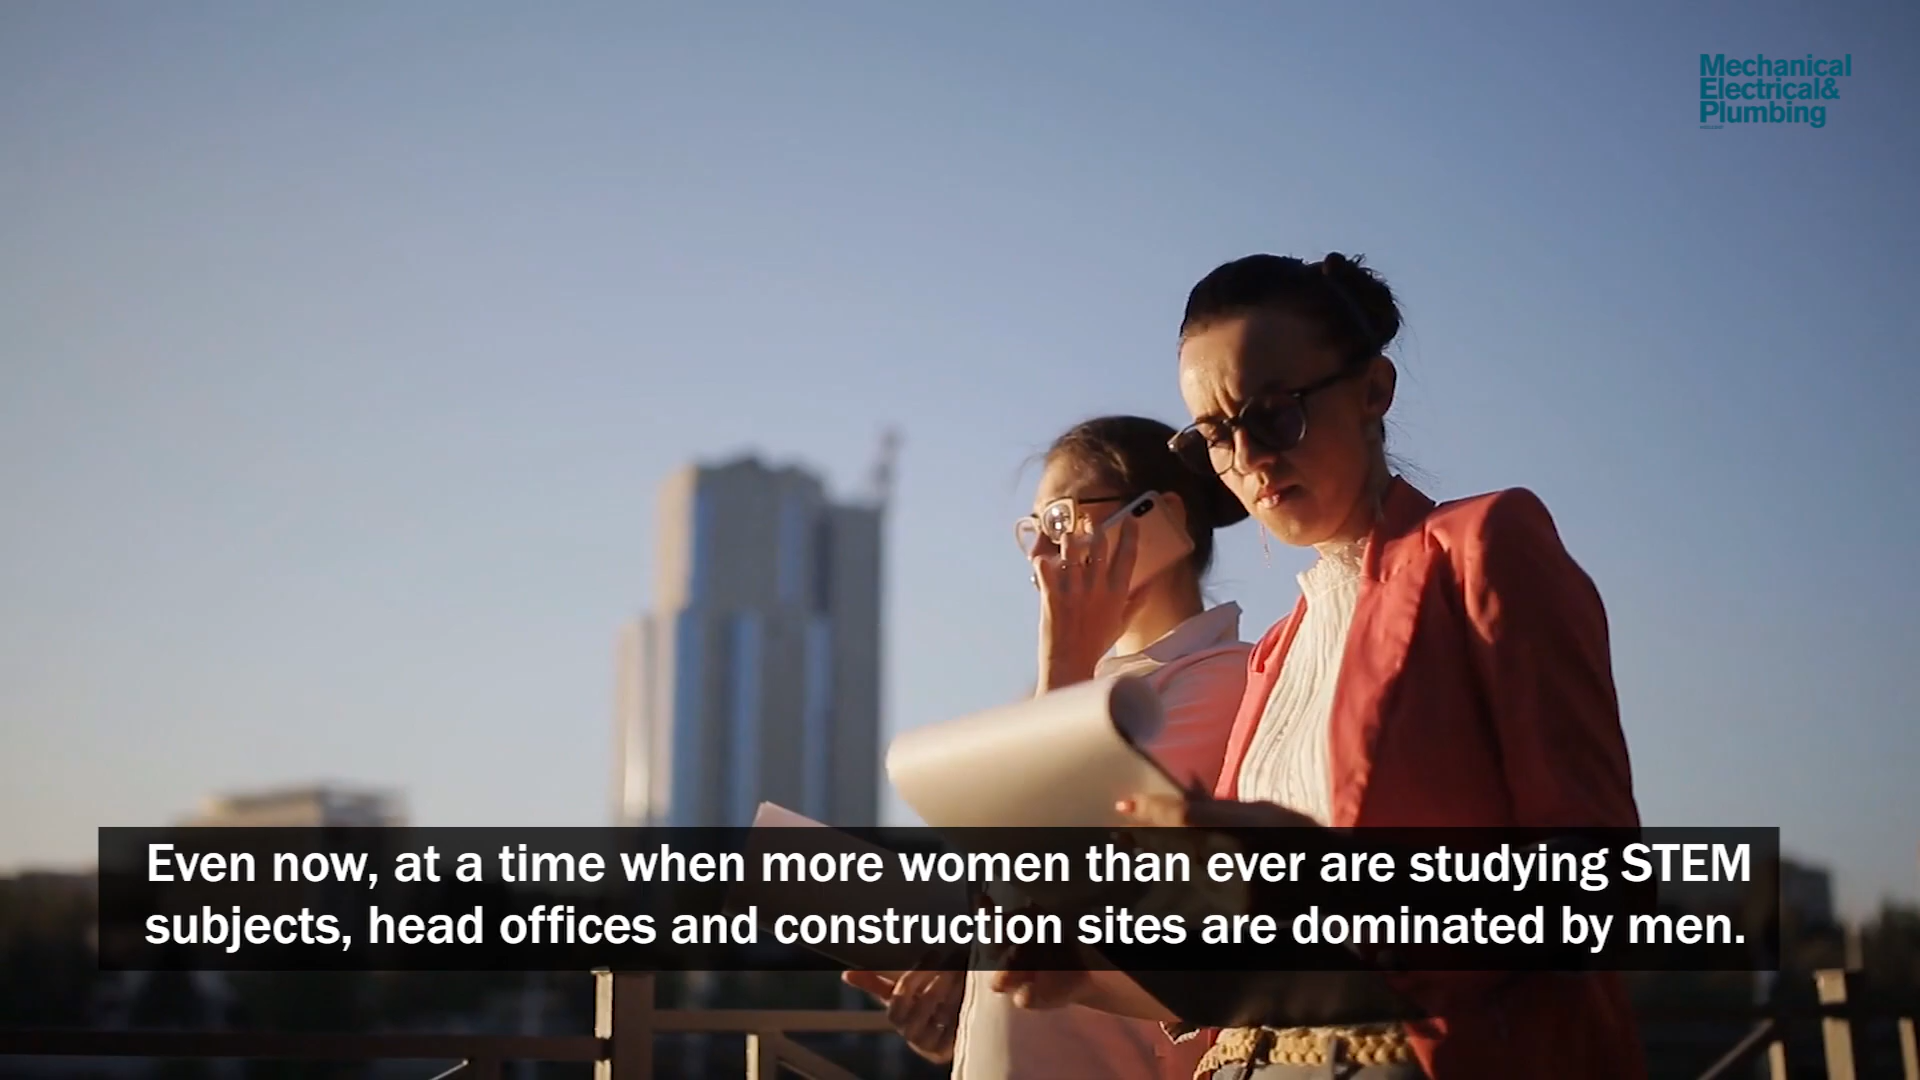 Mechanical
Electrical&
Plumbing
Even now, at a time when more women than ever are studying STEM
subjects, head offices and construction sites are dominated by men.